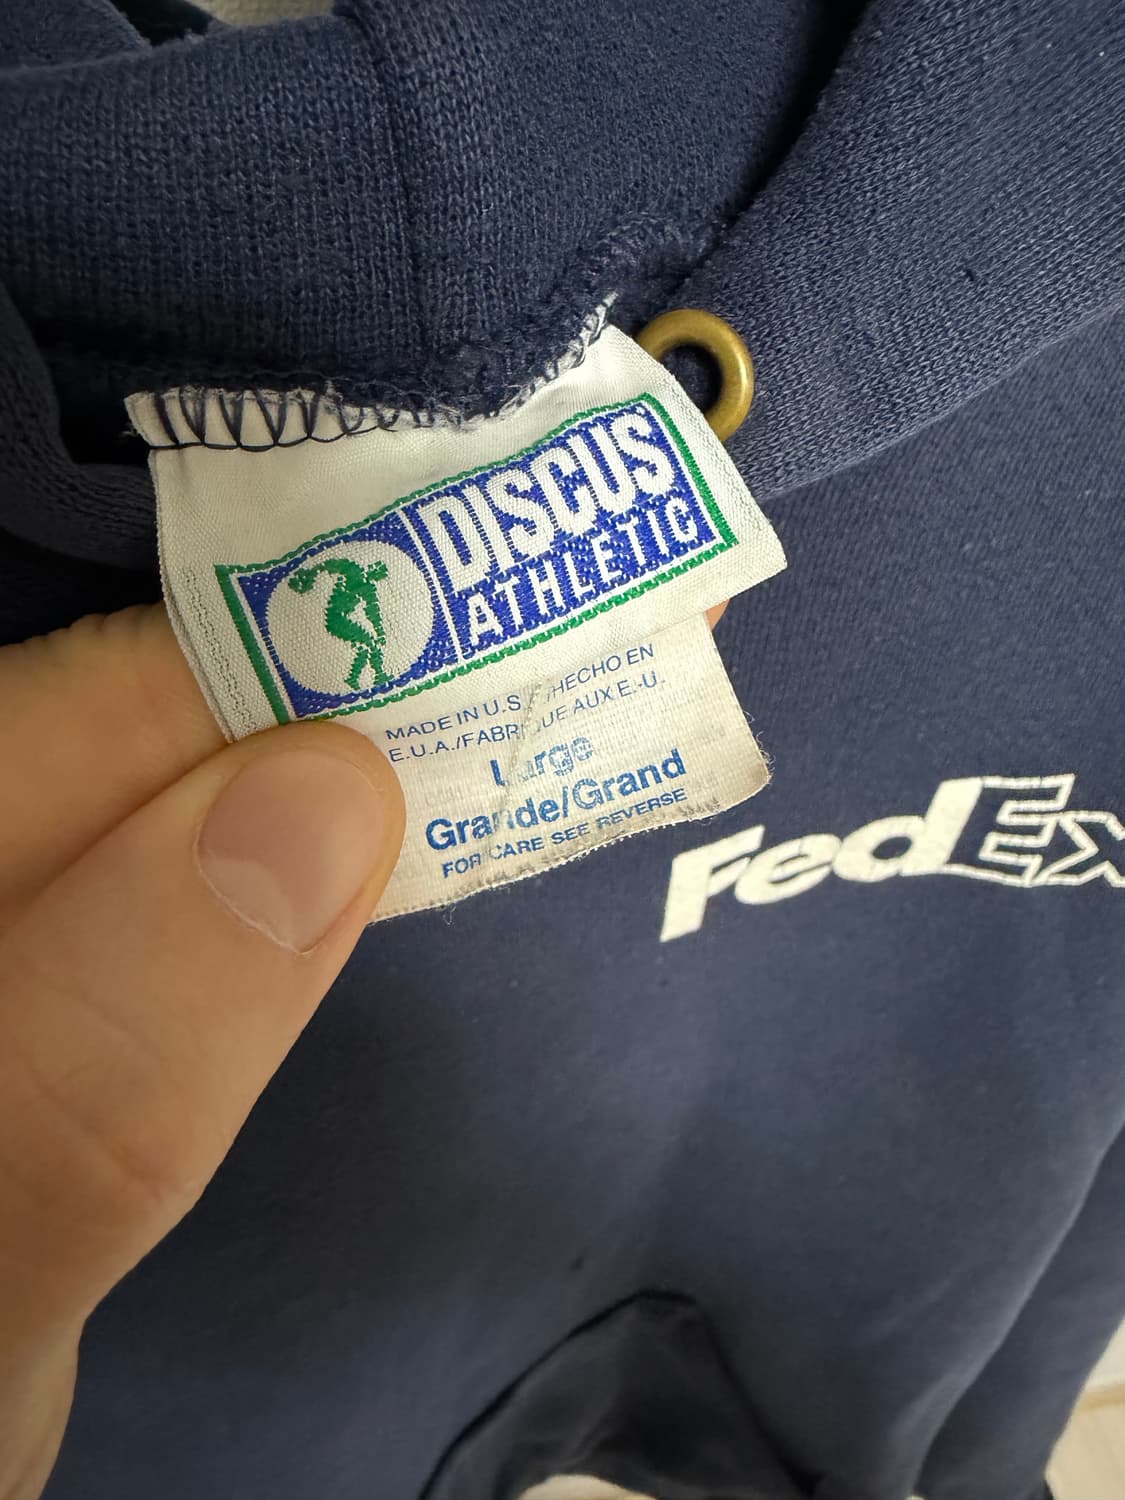 DISCUS
ATHLETIC
MADE IN U.S. /HECHO EN
E.U.A./FABRIQUE AUX E.-U.
Large
Grande/Grand
FOR CARE SEE REVERSE
FedEx